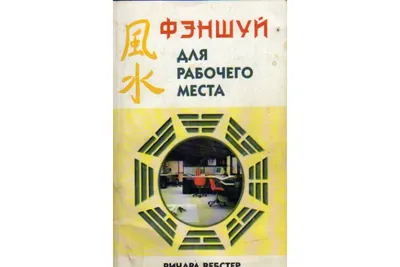 風水
ФЭНШУЙ
ДЛЯ
РАБОЧЕГО
МЕСТА
РИЧАРД ВЕБСТЕР